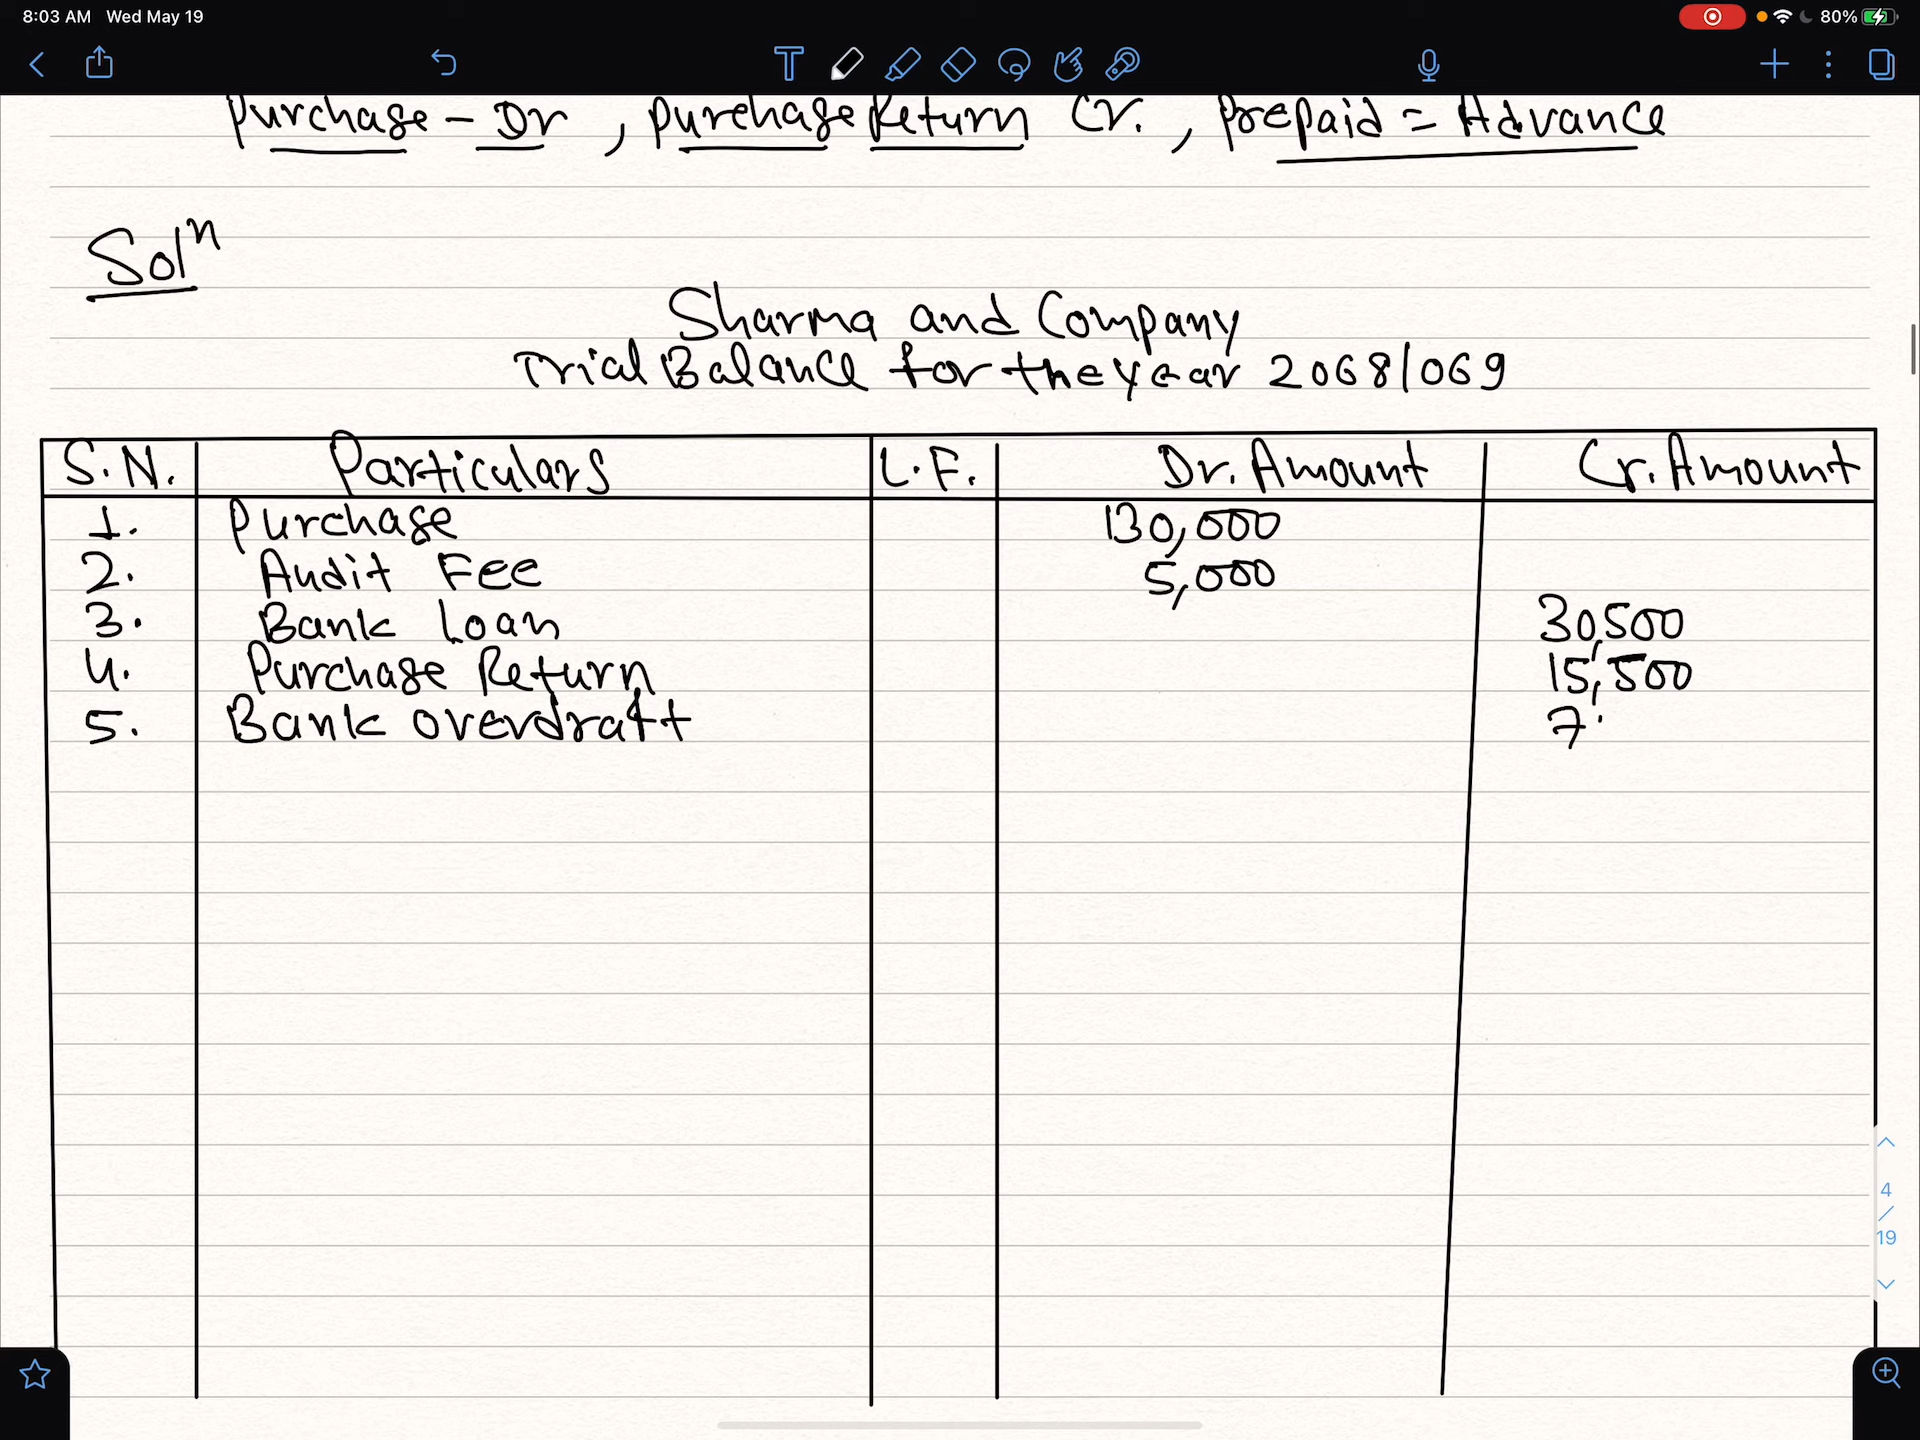 8:03 AM Wed May 19 80%
Purchase - Dr , Purchase Return Cr. , Prepaid = Advance
Solⁿ
Sharma and Company
Trial Balance for the year 2068/069
S.N. Particulars L.F. Dr. Amount Cr. Amount
1. Purchase 130,000
2. Audit Fee 5,000
3. Bank Loan 30,500
4. Purchase Return 15,500
5. Bank overdraft 7
4
/
19